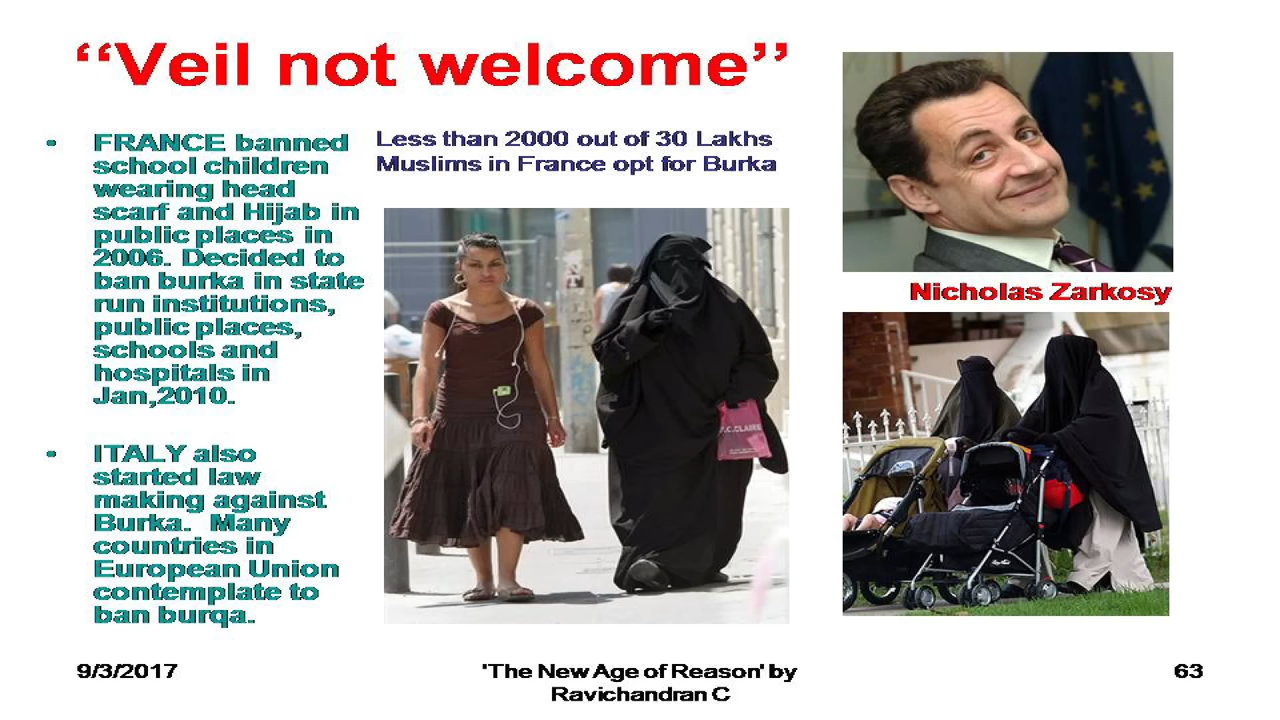 “Veil not welcome”
• FRANCE banned
school children
wearing head
scarf and Hijab in
public places in
2006. Decided to
ban burka in state
run institutions,
public places,
schools and
hospitals in
Jan,2010.
• ITALY also
started law
making against
Burka. Many
countries in
European Union
contemplate to
ban burqa.
Less than 2000 out of 30 Lakhs
Muslims in France opt for Burka
Nicholas Zarkosy
9/3/2017
'The New Age of Reason' by
Ravichandran C
63